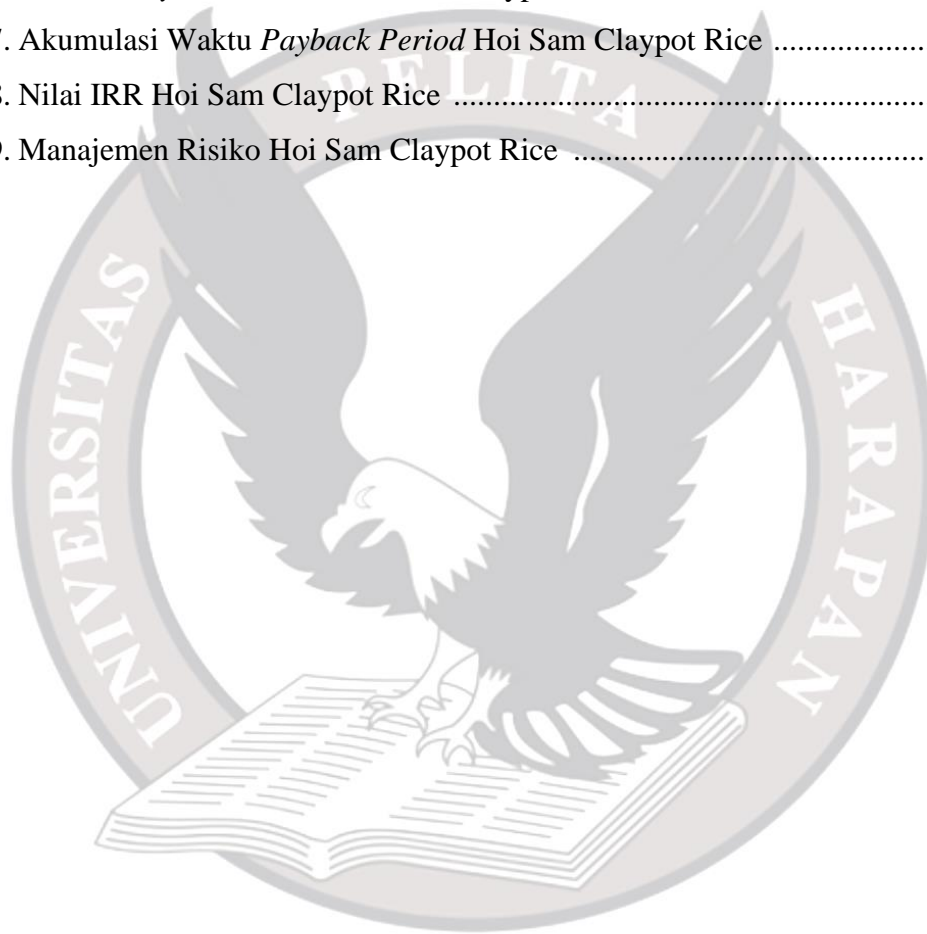 7. Akumulasi Waktu Payback Period Hoi Sam Claypot Rice ...................
8. Nilai IRR Hoi Sam Claypot Rice ...........................................................
9. Manajemen Risiko Hoi Sam Claypot Rice ............................................
UNIVERSITAS PELITA HARAPAN